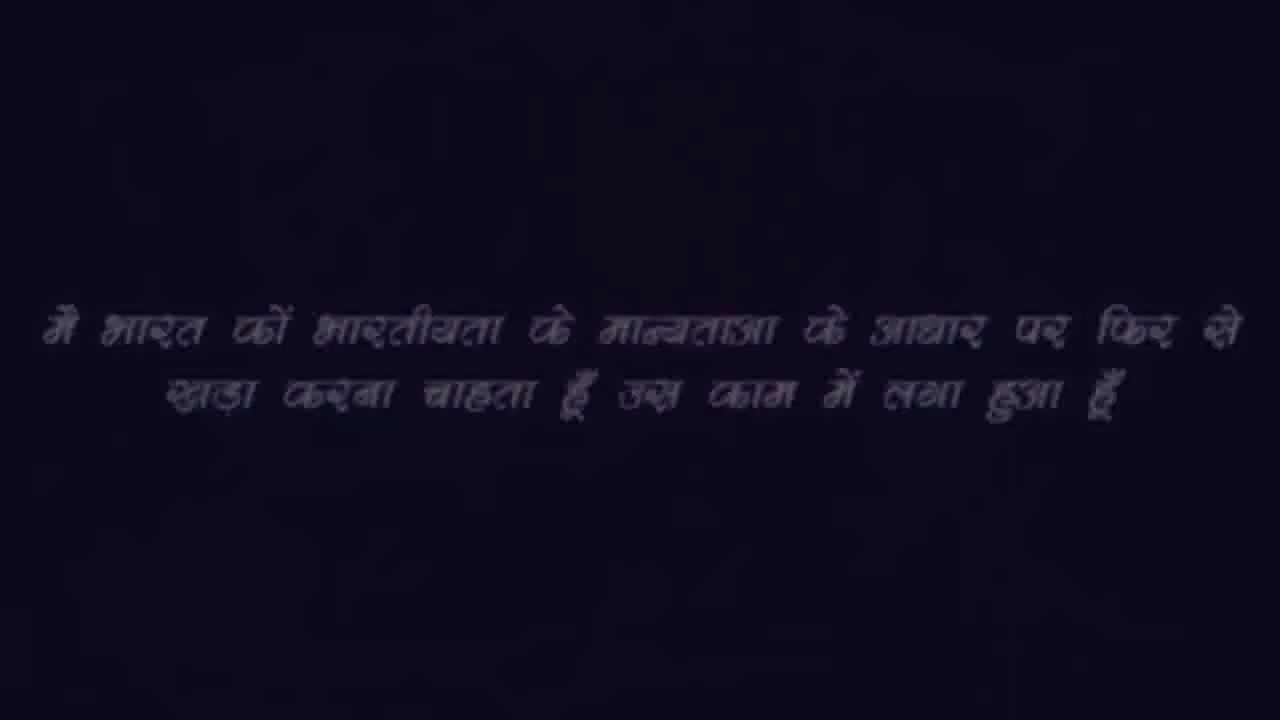 मै भारत कों भारतीयता के मान्यताआ के आधार पर फिर से
खड़ा करना चाहता हूँ उस काम में लगा हुआ हूँ